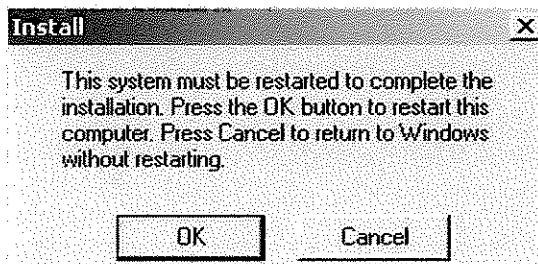 Install
This system must be restarted to complete the
installation. Press the OK button to restart this
computer. Press Cancel to return to Windows
without restarting.
OK Cancel